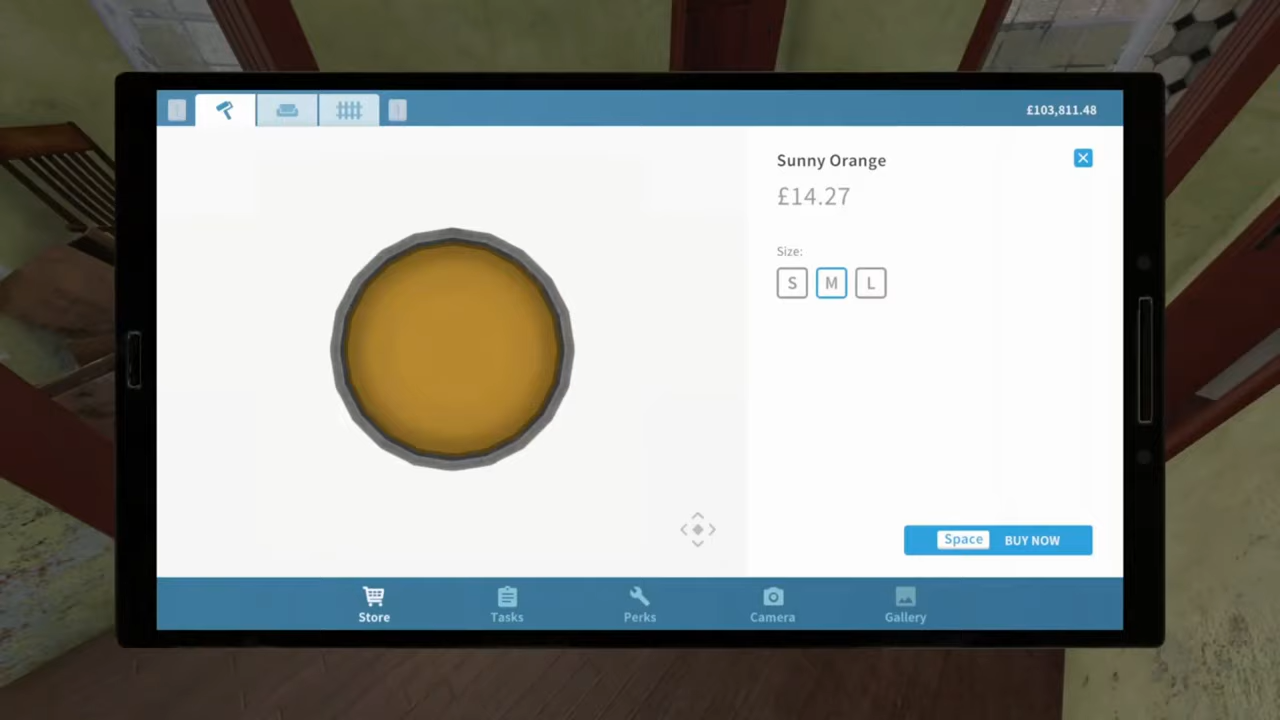 £103,811.48
Sunny Orange
£14.27
Size:
S M L
Space BUY NOW
Store Tasks Perks Camera Gallery